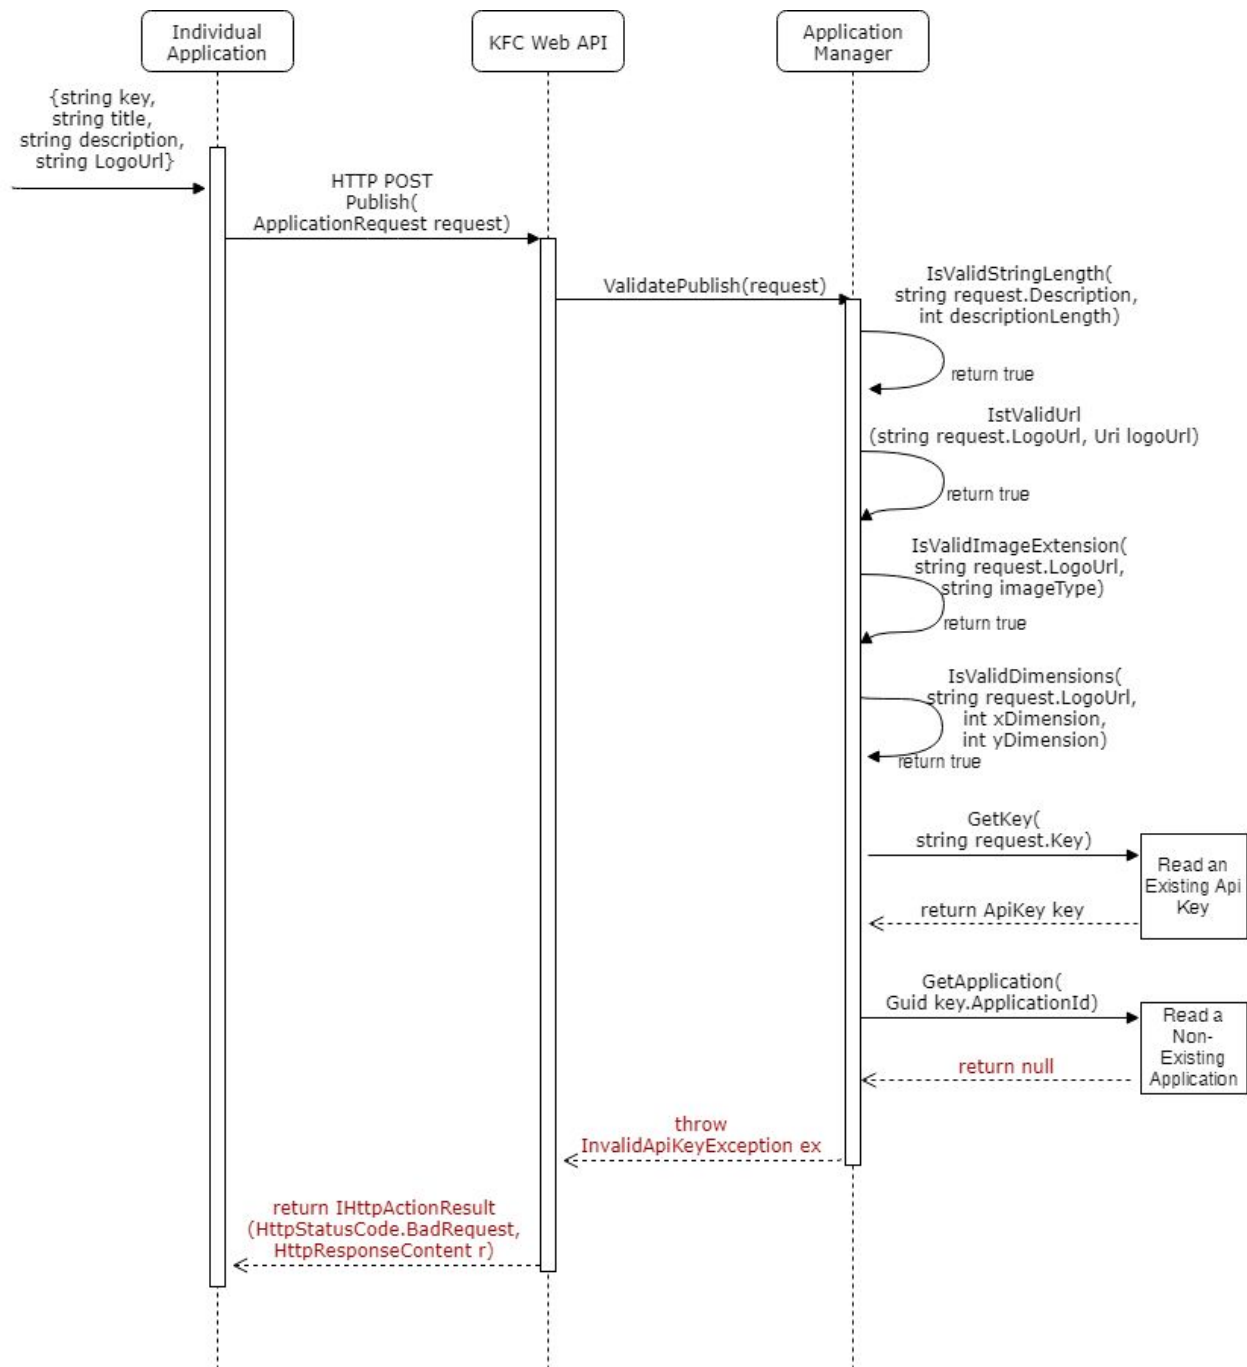 Individual
Application
KFC Web API
Application
Manager
{string key,
string title,
string description,
string LogoUrl}
HTTP POST
Publish(
ApplicationRequest request)
ValidatePublish(request)
IsValidStringLength(
string request.Description,
int descriptionLength)
return true
IstValidUrl
(string request.LogoUrl, Uri logoUrl)
return true
IsValidImageExtension(
string request.LogoUrl,
string imageType)
return true
IsValidDimensions(
string request.LogoUrl,
int xDimension,
int yDimension)
return true
GetKey(
string request.Key)
Read an
Existing Api
Key
return ApiKey key
GetApplication(
Guid key.ApplicationId)
Read a
Non-
Existing
Application
return null
throw
InvalidApiKeyException ex
return IHttpActionResult
(HttpStatusCode.BadRequest,
HttpResponseContent r)